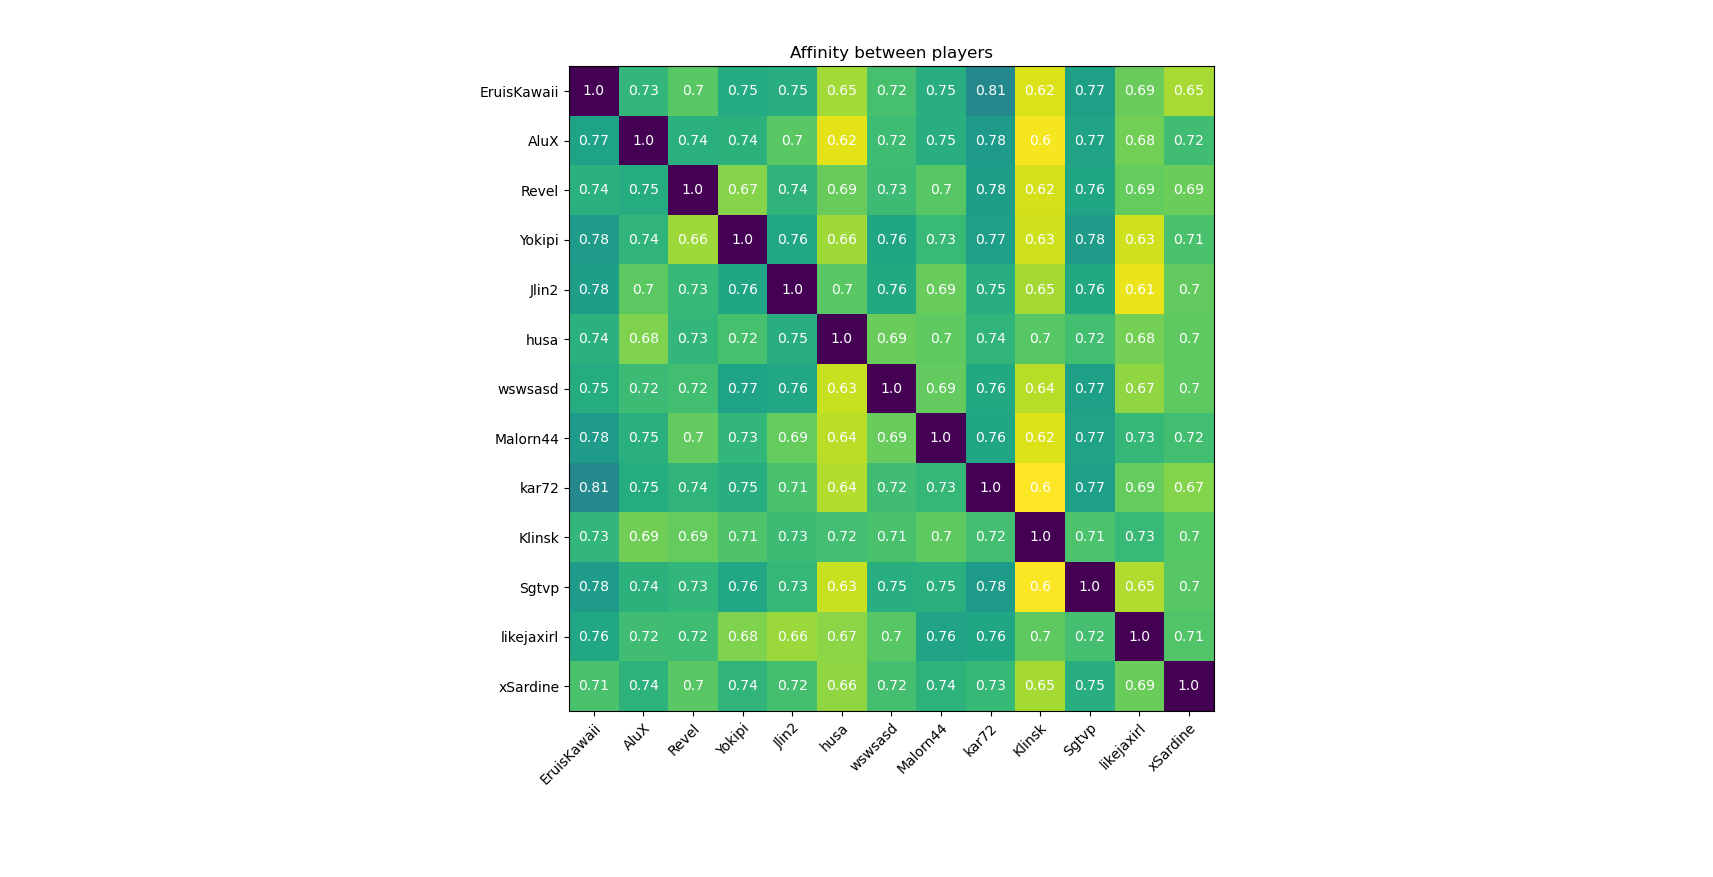 Affinity between players
EruisKawaii 1.0 0.73 0.7 0.75 0.75 0.65 0.72 0.75 0.81 0.62 0.77 0.69 0.65
AluX 0.77 1.0 0.74 0.74 0.7 0.62 0.72 0.75 0.78 0.6 0.77 0.68 0.72
Revel 0.74 0.75 1.0 0.67 0.74 0.69 0.73 0.7 0.78 0.62 0.76 0.69 0.69
Yokipi 0.78 0.74 0.66 1.0 0.76 0.66 0.76 0.73 0.77 0.63 0.78 0.63 0.71
Jlin2 0.78 0.7 0.73 0.76 1.0 0.7 0.76 0.69 0.75 0.65 0.76 0.61 0.7
husa 0.74 0.68 0.73 0.72 0.75 1.0 0.69 0.7 0.74 0.7 0.72 0.68 0.7
wswsasd 0.75 0.72 0.72 0.77 0.76 0.63 1.0 0.69 0.76 0.64 0.77 0.67 0.7
Malorn44 0.78 0.75 0.7 0.73 0.69 0.64 0.69 1.0 0.76 0.62 0.77 0.73 0.72
kar72 0.81 0.75 0.74 0.75 0.71 0.64 0.72 0.73 1.0 0.6 0.77 0.69 0.67
Klinsk 0.73 0.69 0.69 0.71 0.73 0.72 0.71 0.7 0.72 1.0 0.71 0.73 0.7
Sgtvp 0.78 0.74 0.73 0.76 0.73 0.63 0.75 0.75 0.78 0.6 1.0 0.65 0.7
likejaxirl 0.76 0.72 0.72 0.68 0.66 0.67 0.7 0.76 0.76 0.7 0.72 1.0 0.71
xSardine 0.71 0.74 0.7 0.74 0.72 0.66 0.72 0.74 0.73 0.65 0.75 0.69 1.0
EruisKawaii AluX Revel Yokipi Jlin2 husa wswsasd Malorn44 kar72 Klinsk Sgtvp likejaxirl xSardine